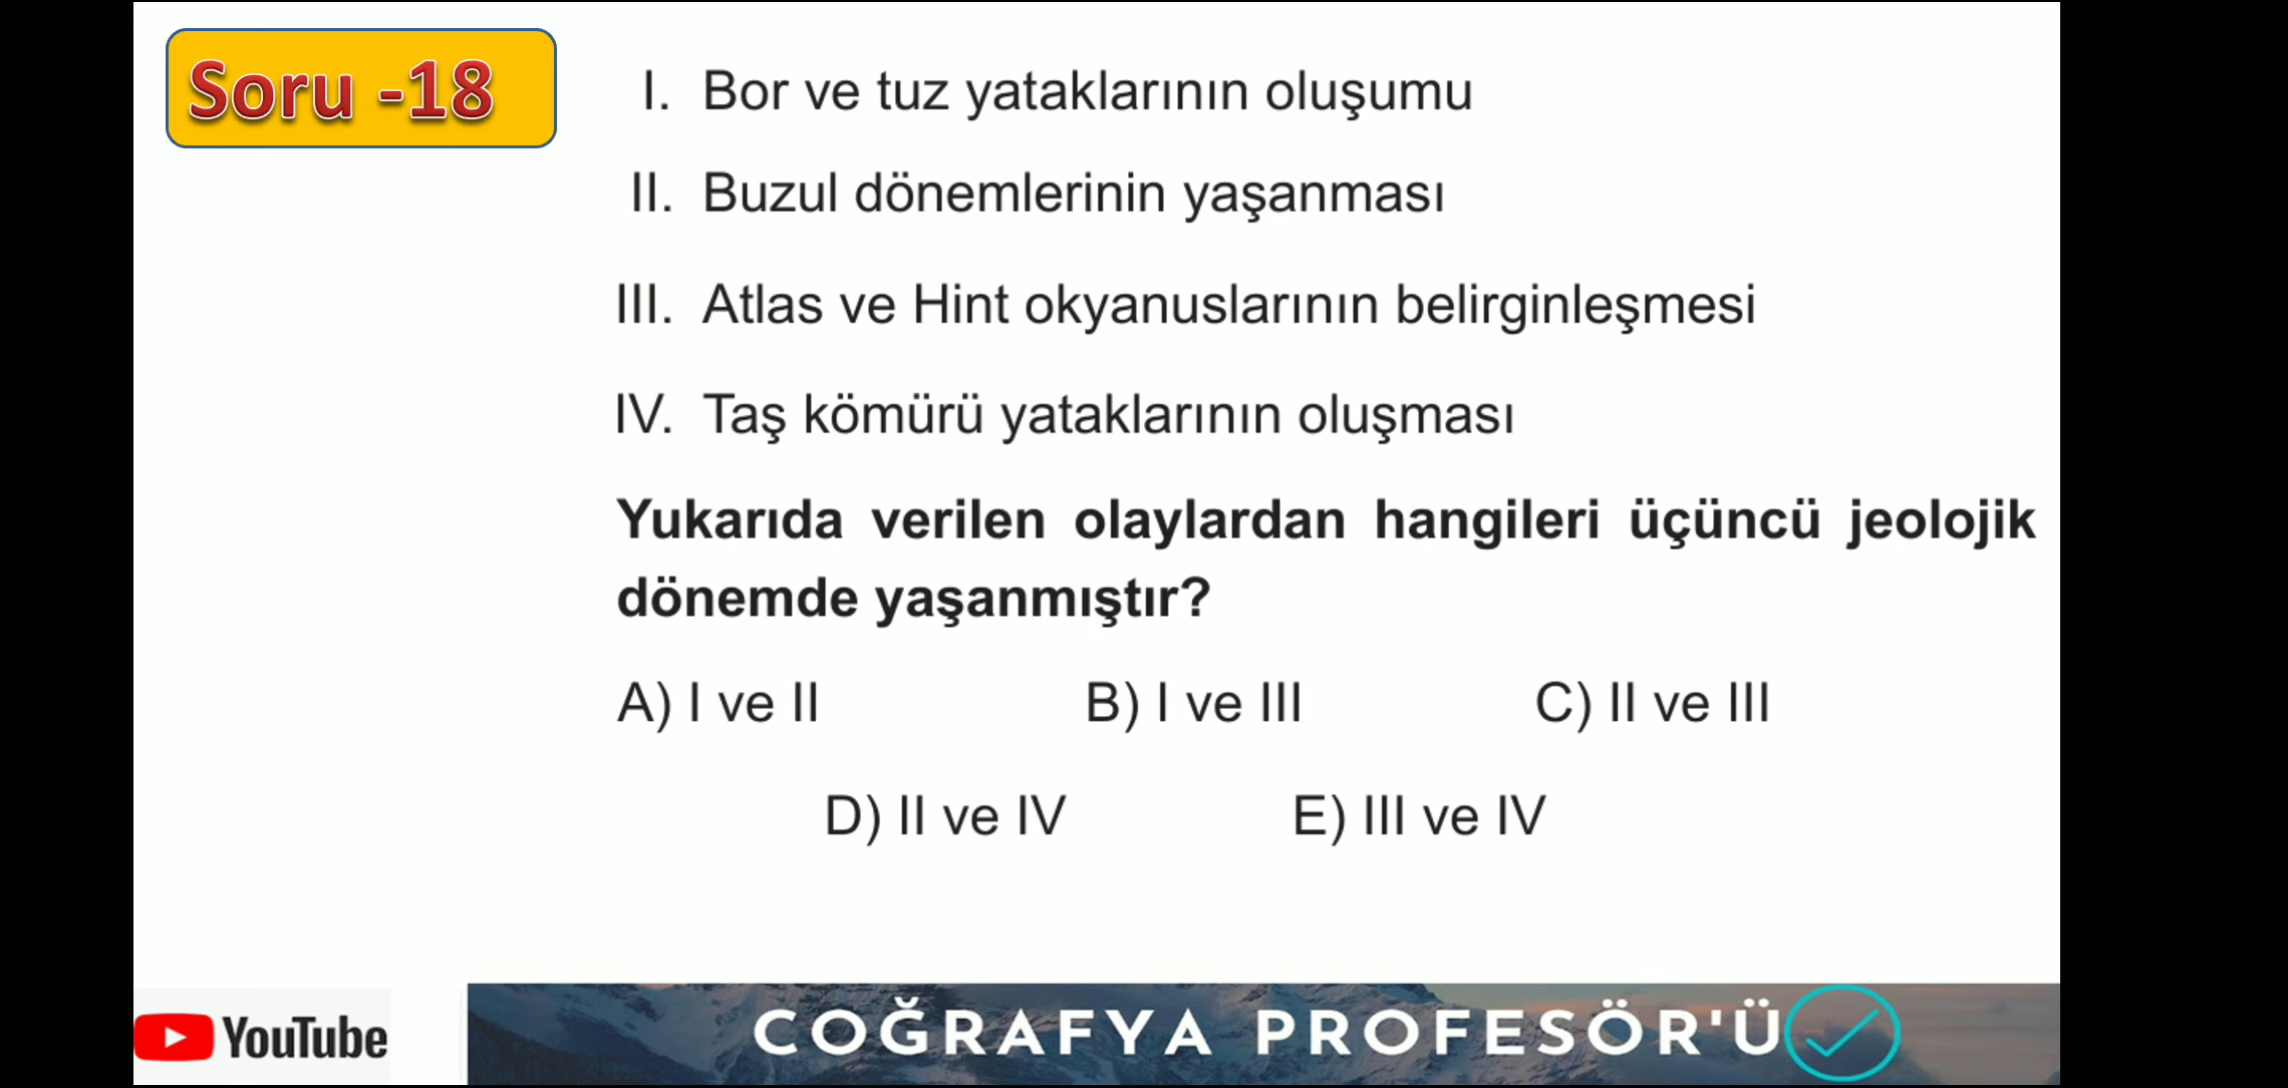 Soru -18
I. Bor ve tuz yataklarının oluşumu
II. Buzul dönemlerinin yaşanması
III. Atlas ve Hint okyanuslarının belirginleşmesi
IV. Taş kömürü yataklarının oluşması
Yukarıda verilen olaylardan hangileri üçüncü jeolojik
dönemde yaşanmıştır?
A) I ve II B) I ve III C) II ve III
D) II ve IV E) III ve IV
YouTube
COĞRAFYA PROFESÖR'Ü